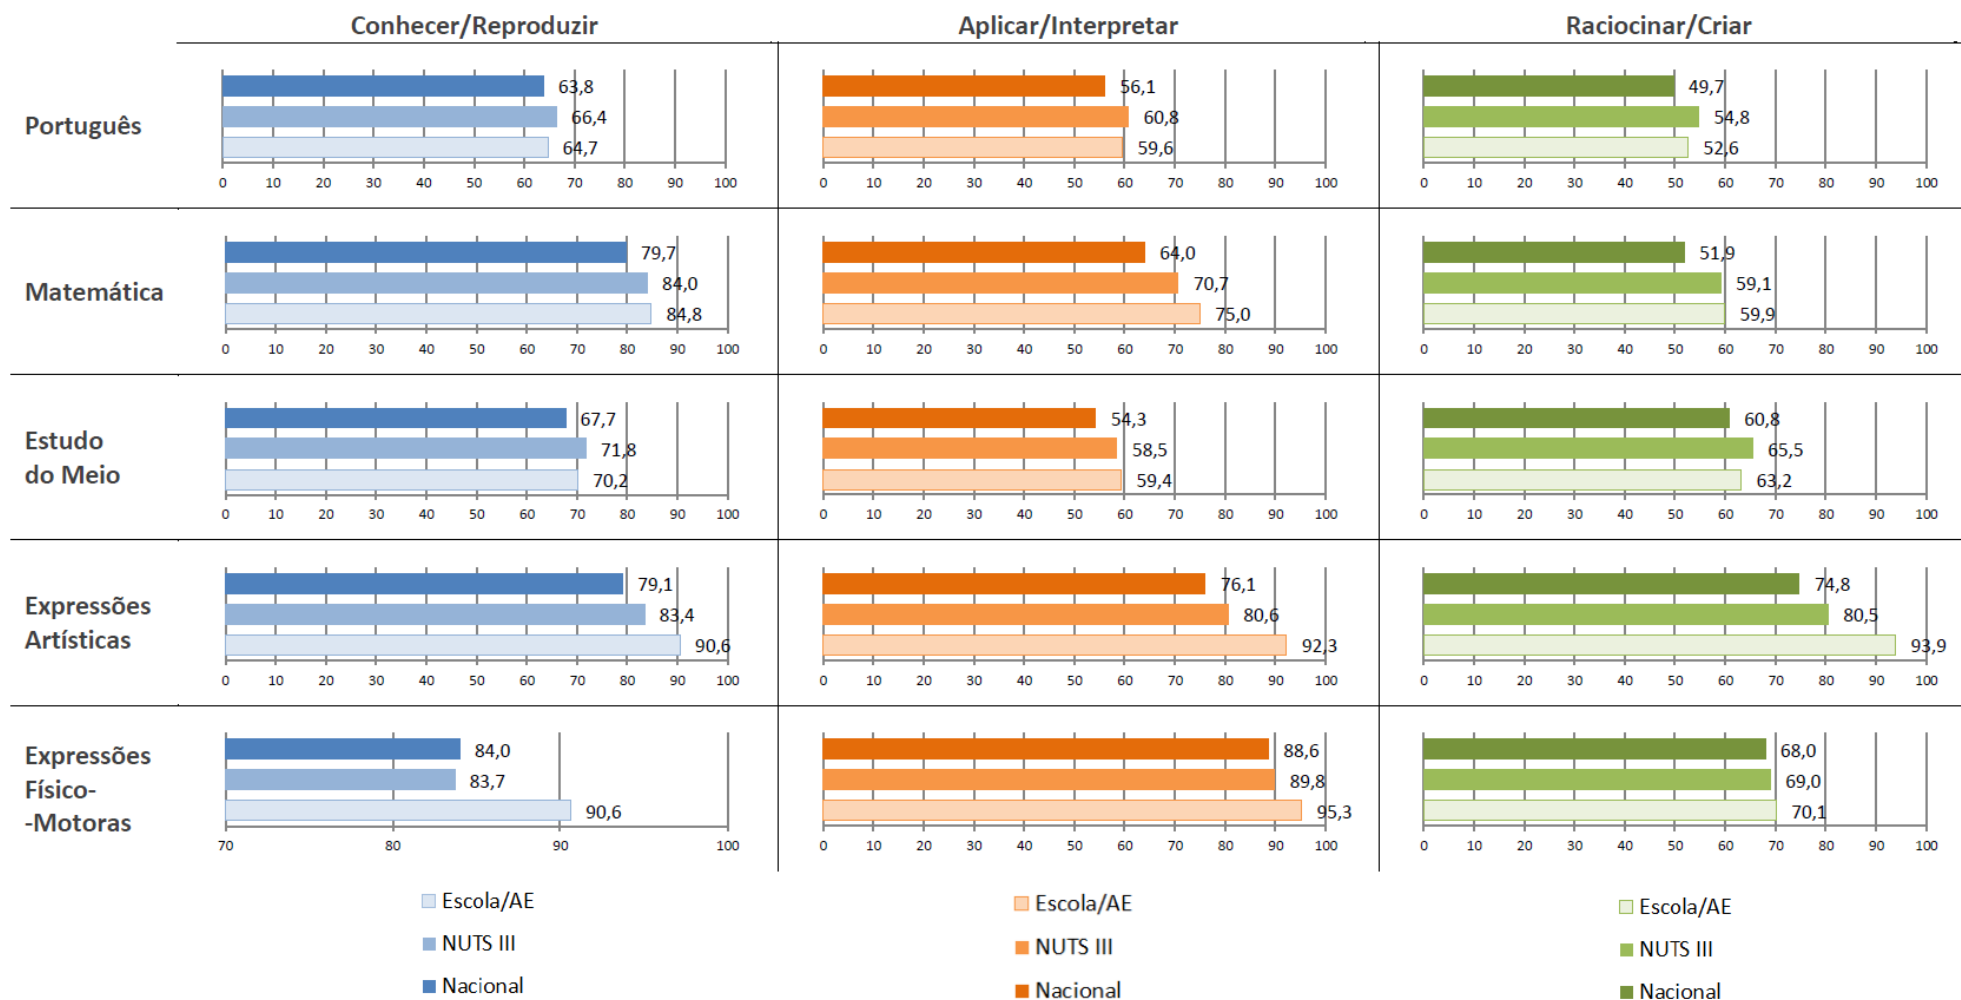 Conhecer/Reproduzir
Aplicar/Interpretar
Raciocinar/Criar
Português
63,8
66,4
64,7
0 10 20 30 40 50 60 70 80 90 100
56,1
60,8
59,6
0 10 20 30 40 50 60 70 80 90 100
49,7
54,8
52,6
0 10 20 30 40 50 60 70 80 90 100
Matemática
79,7
84,0
84,8
0 10 20 30 40 50 60 70 80 90 100
64,0
70,7
75,0
0 10 20 30 40 50 60 70 80 90 100
51,9
59,1
59,9
0 10 20 30 40 50 60 70 80 90 100
Estudo
do Meio
67,7
71,8
70,2
0 10 20 30 40 50 60 70 80 90 100
54,3
58,5
59,4
0 10 20 30 40 50 60 70 80 90 100
60,8
65,5
63,2
0 10 20 30 40 50 60 70 80 90 100
Expressões
Artísticas
79,1
83,4
90,6
0 10 20 30 40 50 60 70 80 90 100
76,1
80,6
92,3
0 10 20 30 40 50 60 70 80 90 100
74,8
80,5
93,9
0 10 20 30 40 50 60 70 80 90 100
Expressões
Físico-
-Motoras
84,0
83,7
90,6
70 80 90 100
88,6
89,8
95,3
0 10 20 30 40 50 60 70 80 90 100
68,0
69,0
70,1
0 10 20 30 40 50 60 70 80 90 100
Escola/AE
NUTS III
Nacional
Escola/AE
NUTS III
Nacional
Escola/AE
NUTS III
Nacional